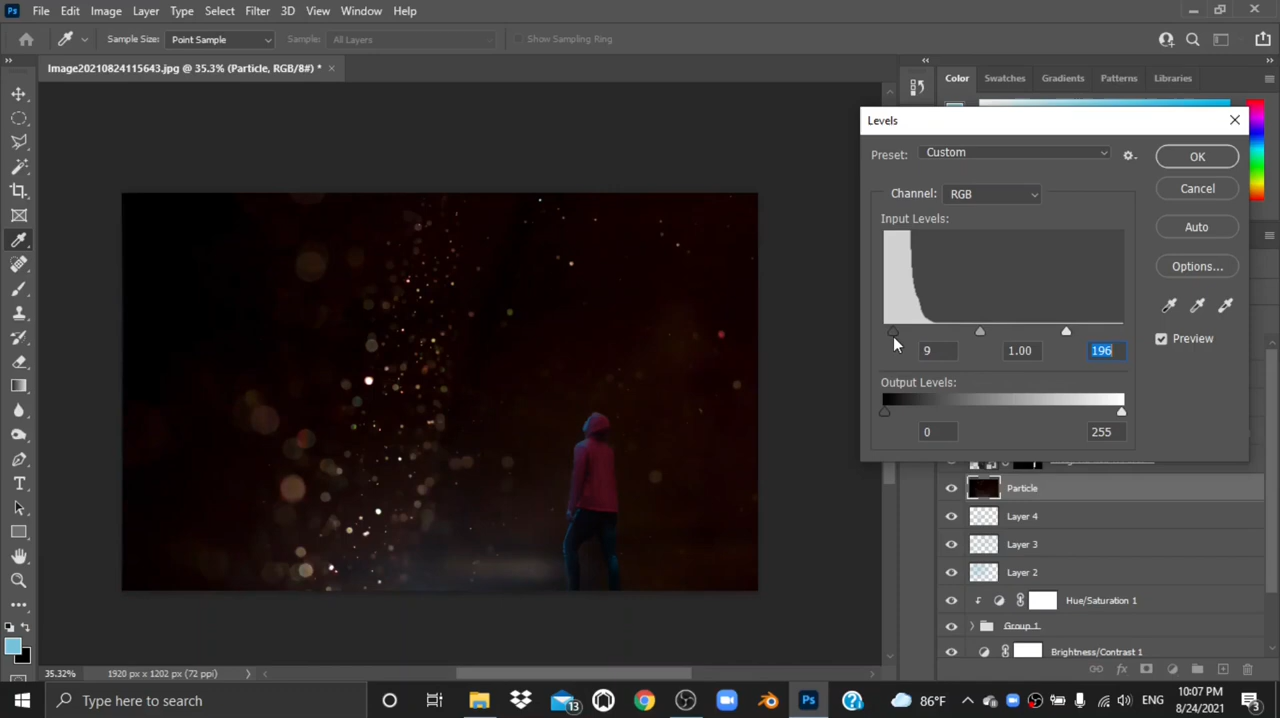 Ps File Edit Image Layer Type Select Filter 3D View Window Help
Sample Size: Point Sample Sample: All Layers Show Sampling Ring
Image20210824115643.jpg @ 35.3% (Particle, RGB/8#) *
Color Swatches Gradients Patterns Libraries
Levels
Preset: Custom
OK
Channel: RGB
Cancel
Input Levels:
Auto
Options...
Preview
9 1.00 196
Output Levels:
0 255
Particle
Layer 4
Layer 3
Layer 2
Hue/Saturation 1
Group 1
Brightness/Contrast 1
35.32% 1920 px x 1202 px (72 ppi)
Type here to search
13
Ps
86°F
ENG
10:07 PM
8/24/2021
3